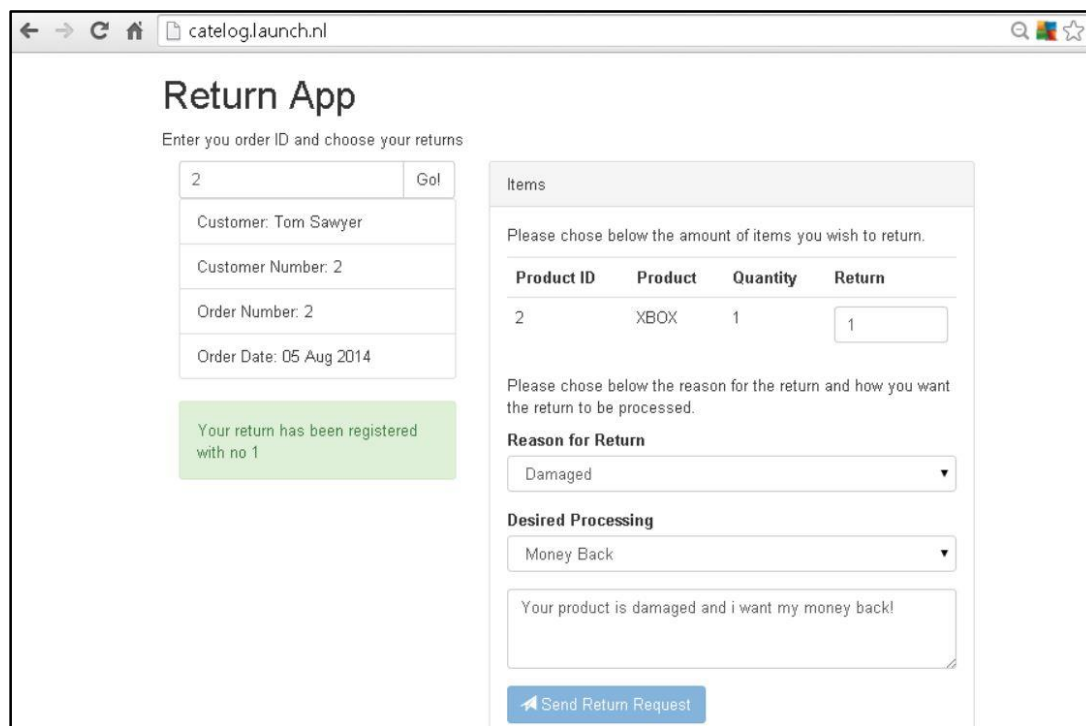 catelog.launch.nl
Return App
Enter you order ID and choose your returns
2
Go!
Customer: Tom Sawyer
Customer Number: 2
Order Number: 2
Order Date: 05 Aug 2014
Your return has been registered
with no 1
Items
Please chose below the amount of items you wish to return.
Product ID Product Quantity Return
2 XBOX 1 1
Please chose below the reason for the return and how you want
the return to be processed.
Reason for Return
Damaged
Desired Processing
Money Back
Your product is damaged and i want my money back!
Send Return Request